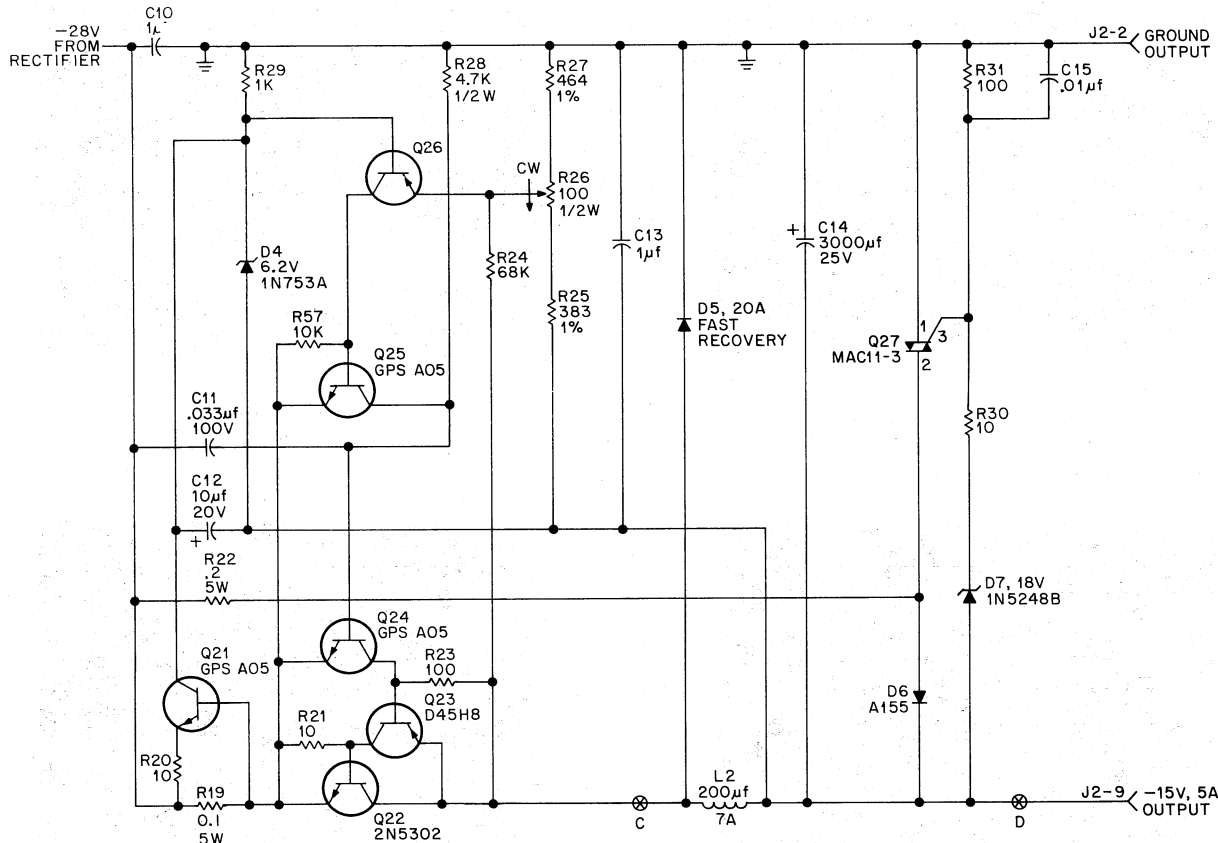 −28V
FROM
RECTIFIER
C10
1µ
J2-2
GROUND
OUTPUT
R29
1K
R28
4.7K
1/2 W
R27
464
1%
R31
100
C15
.01µf
Q26
CW
R26
100
1/2W
D4
6.2V
1N753A
R24
68K
C13
1µf
+
C14
3000µf
25V
R57
10K
R25
383
1%
D5, 20A
FAST
RECOVERY
1
3
2
Q27
MAC11-3
Q25
GPS A05
C11
.033µf
100V
R30
10
C12
10µf
20V
+
R22
.2
5W
D7, 18V
1N5248B
Q24
GPS A05
Q21
GPS A05
R23
100
Q23
D45H8
D6
A155
R21
10
R20
10
R19
0.1
5W
Q22
2N5302
C
L2
200µf
7A
D
J2-9
−15V, 5A
OUTPUT